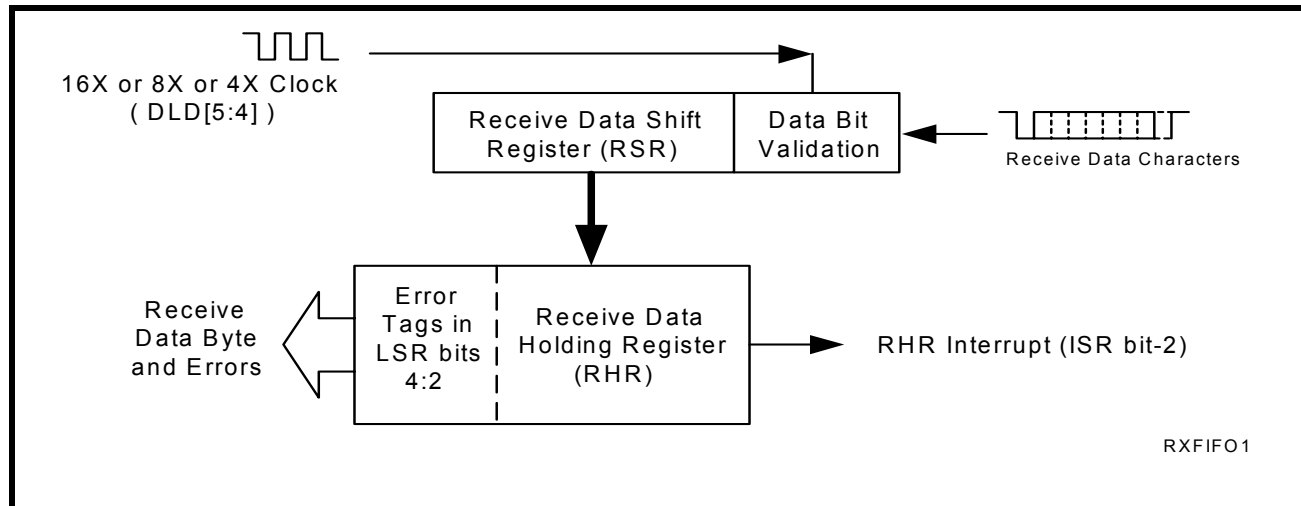 16X or 8X or 4X Clock
( DLD[5:4] )
Receive Data Shift
Register (RSR)
Data Bit
Validation
Receive Data Characters
Receive
Data Byte
and Errors
Error
Tags in
LSR bits
4:2
Receive Data
Holding Register
(RHR)
RHR Interrupt (ISR bit-2)
RXFIFO1